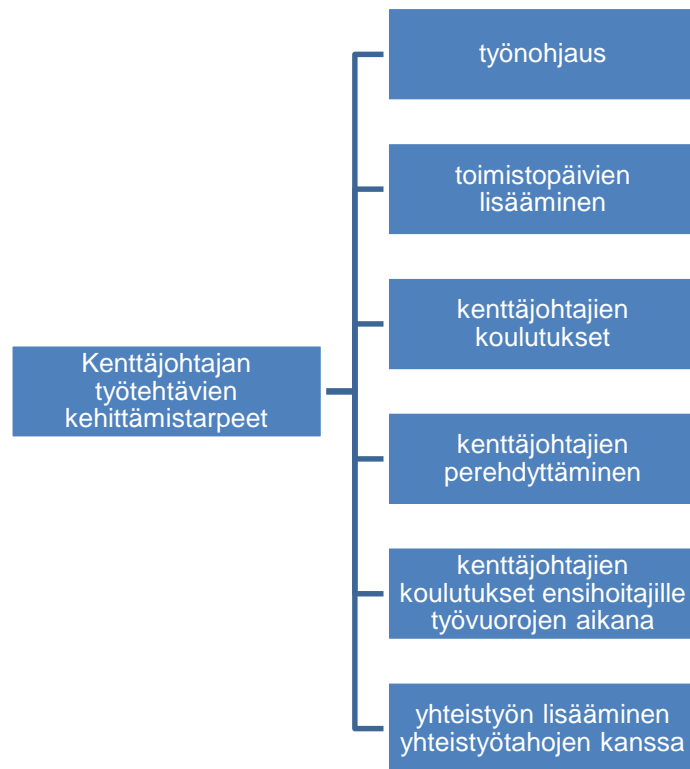 työnohjaus
toimistopäivien
lisääminen
kenttäjohtajien
koulutukset
Kenttäjohtajan
työtehtävien
kehittämistarpeet
kenttäjohtajien
perehdyttäminen
kenttäjohtajien
koulutukset ensihoitajille
työvuorojen aikana
yhteistyön lisääminen
yhteistyötahojen kanssa